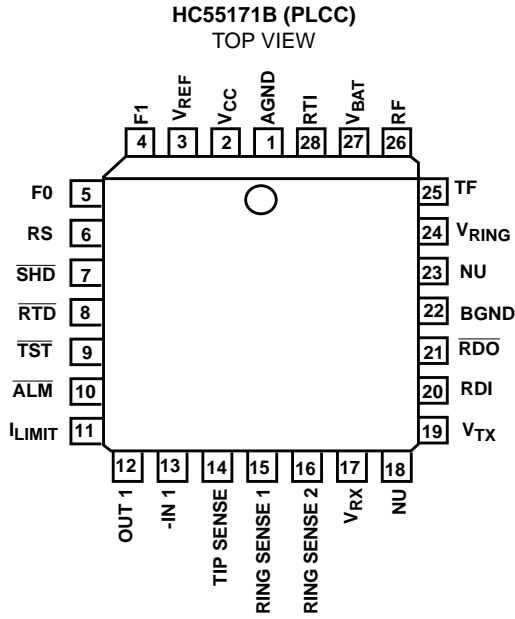 HC55171B (PLCC)
TOP VIEW
F1
VREF
VCC
AGND
RTI
VBAT
RF
4
3
2
1
28
27
26
F0 5
RS 6
SHD 7
RTD 8
TST 9
ALM 10
ILIMIT 11
25 TF
24 VRING
23 NU
22 BGND
21 RDO
20 RDI
19 VTX
12
13
14
15
16
17
18
OUT 1
-IN 1
TIP SENSE
RING SENSE 1
RING SENSE 2
VRX
NU